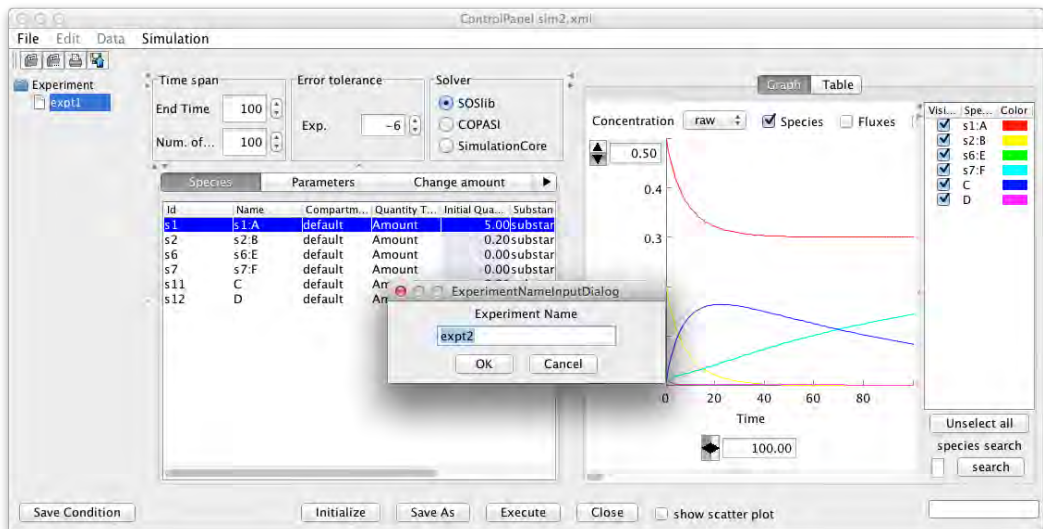 ControlPanel sim2.xml
File Edit Data Simulation
Experiment
expt1
Time span
End Time 100
Num. of... 100
Error tolerance
Exp. -6
Solver
SOSlib
COPASI
SimulationCore
Species Parameters Change amount
Id Name Compartm... Quantity T... Initial Qua... Substan
s1 s1:A default Amount 5.00 substar
s2 s2:B default Amount 0.20 substar
s6 s6:E default Amount 0.00 substar
s7 s7:F default Amount 0.00 substar
s11 C default Am
s12 D default Am
ExperimentNameInputDialog
Experiment Name
expt2
OK Cancel
Graph Table
Concentration raw Species Fluxes
0.50
0.4
0.3
0 20 40 60 80
Time
100.00
Visi... Spe... Color
s1:A
s2:B
s6:E
s7:F
C
D
Unselect all
species search
search
Save Condition Initialize Save As Execute Close show scatter plot